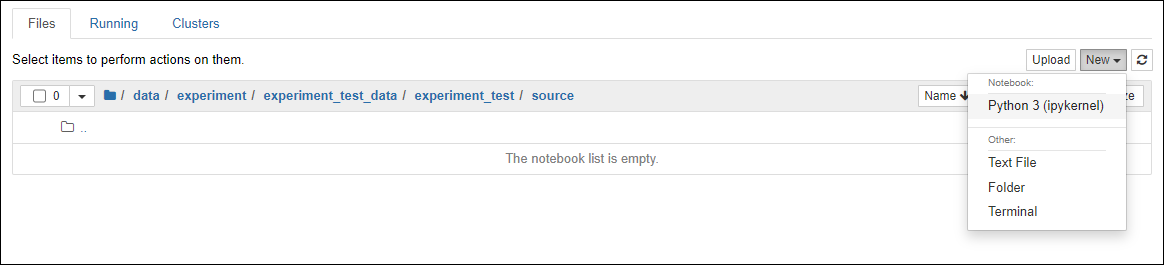 Files Running Clusters
Select items to perform actions on them. Upload New
0 / data / experiment / experiment_test_data / experiment_test / source Name ze
Notebook:
Python 3 (ipykernel)
..
Other:
The notebook list is empty.
Text File
Folder
Terminal